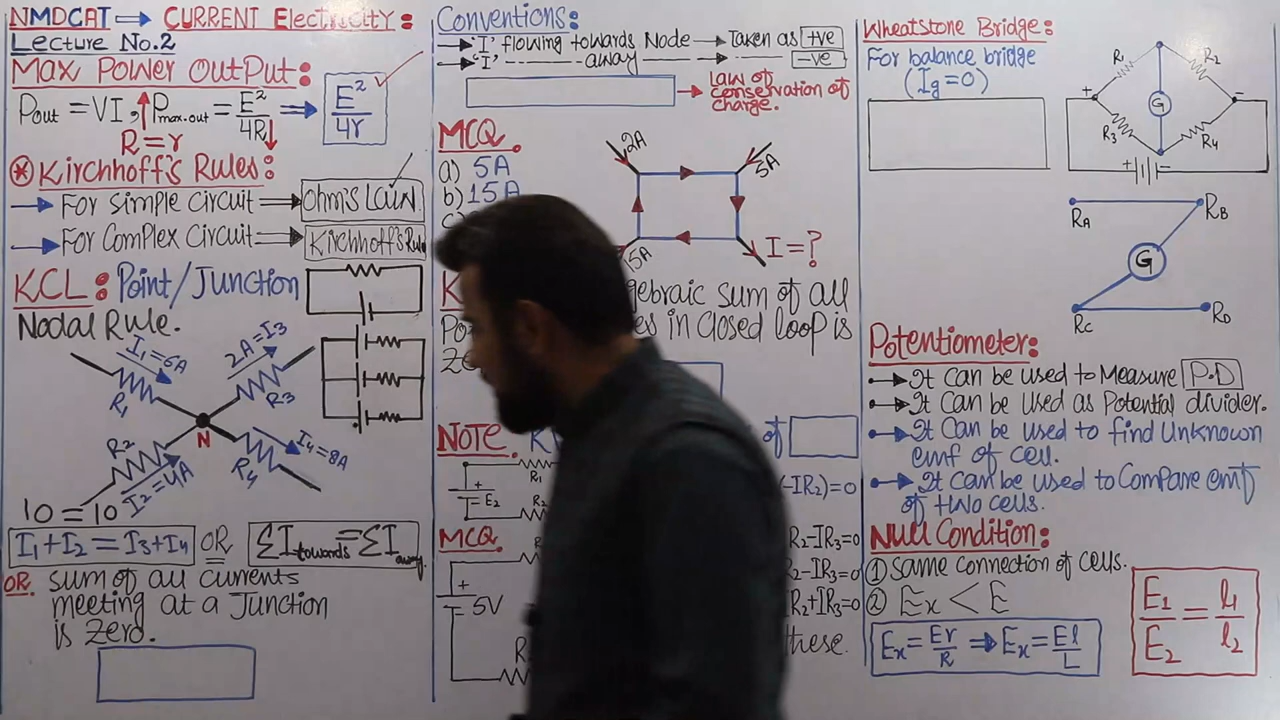 NMDCAT → CURRENT Electricity:
Lecture No.2
Max Power OutPut:
Pout = VI, Pmax.out = E²/4R ⇒ E²/4r
R = r
* Kirchhoff's Rules:
→ For Simple Circuit ⇒ Ohm's Law
→ For Complex Circuit ⇒ Kirchhoff's Rule
KCL: Point/Junction
Nodal Rule.
I₁=6A
2A=I₃
R₁
R₃
N
R₂
I₂=4A
R₄
I₄=8A
10 = 10
I₁+I₂ = I₃+I₄ OR ΣI towards = ΣI away
OR. Sum of all currents
meeting at a Junction
is Zero.
Conventions:
→ 'I' flowing towards Node → Taken as +ve
→ 'I' ------ away ------ → ------ -ve
→ Law of
conservation of
charge.
MCQ
a) 5A
b) 15A
2A
5A
15A
I = ?
K
gebraic sum of all
Po
es in Closed loop is
Ze
NOTE. K
of
+
E₂
R₁
R₂
(-IR₂)=0
MCQ
+
5V
R
R₂-IR₃=0
R₂-IR₃=0
R₂+IR₃=0
these.
Wheatstone Bridge:
For balance bridge
(Ig=0)
R₁
R₂
+
G
-
R₃
R₄
+
-
RA
RB
G
RC
RD
Potentiometer:
→ It can be used to Measure P.D
→ It can be used as Potential divider.
→ It can be used to find Unknown
emf of cell.
→ It can be used to Compare emf
of two cells.
Null Condition:
① Same connection of cells.
② Ex < E
Ex = Er/R ⇒ Ex = El/L
E₁/E₂ = l₁/l₂